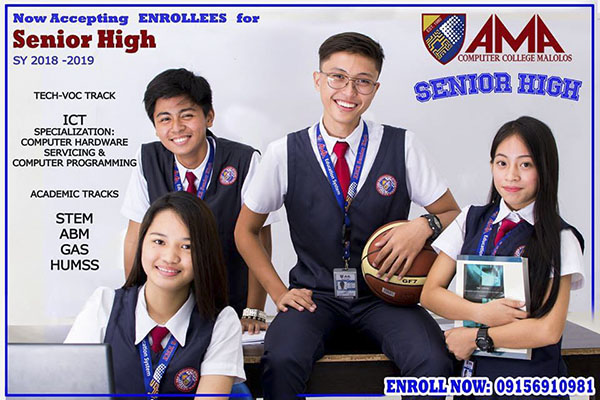 Now Accepting ENROLLEES for
Senior High
SY 2018 -2019
TECH-VOC TRACK
ICT
SPECIALIZATION:
COMPUTER HARDWARE
SERVICING &
COMPUTER PROGRAMMING
ACADEMIC TRACKS
STEM
ABM
GAS
HUMSS
AMA
COMPUTER COLLEGE MALOLOS
SENIOR HIGH
GF7
ENROLL NOW: 09156910981